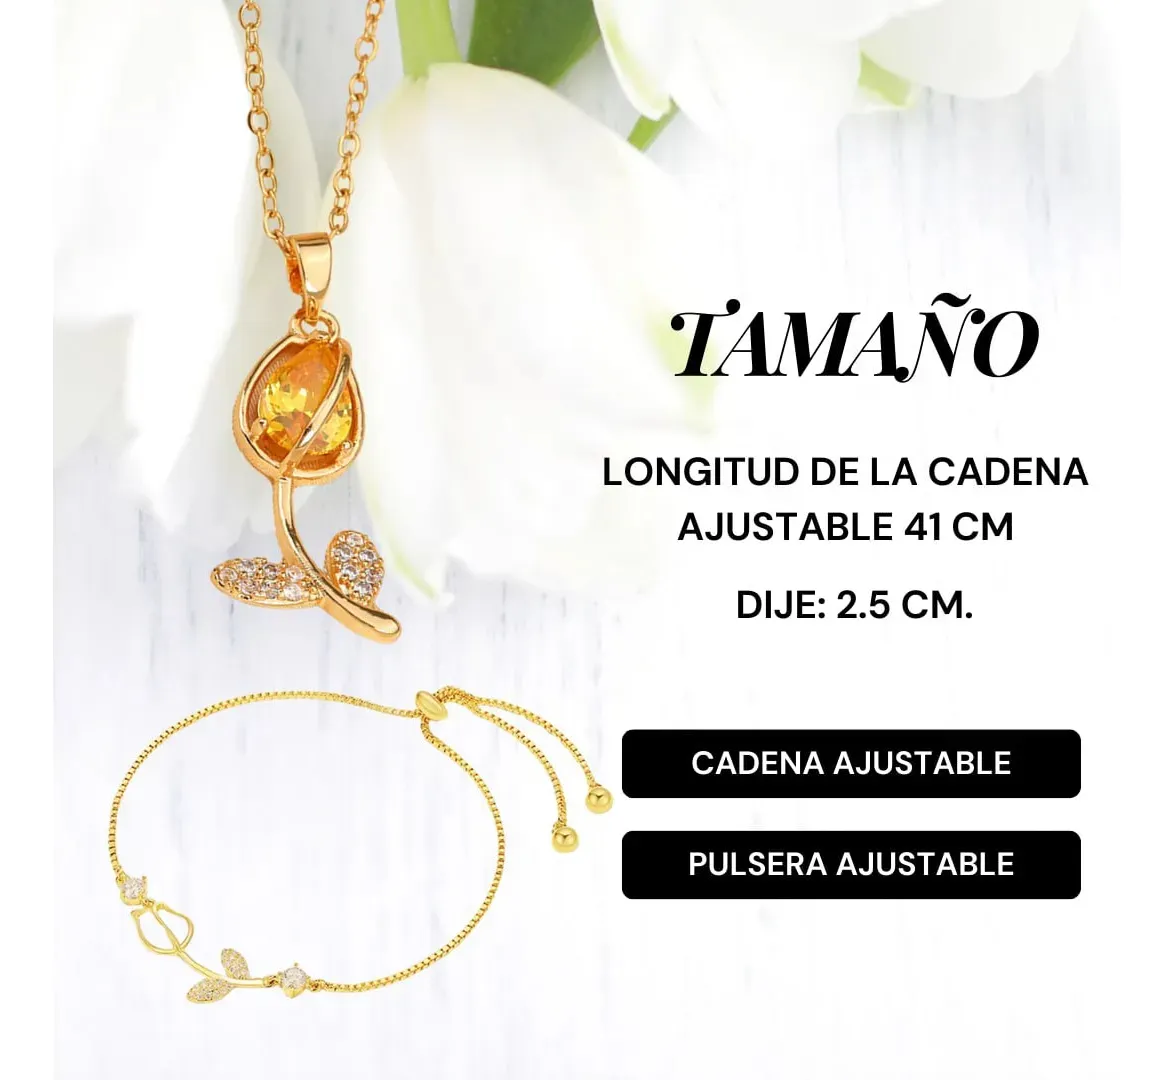 TAMAÑO
LONGITUD DE LA CADENA
AJUSTABLE 41 CM
DIJE: 2.5 CM.
CADENA AJUSTABLE
PULSERA AJUSTABLE